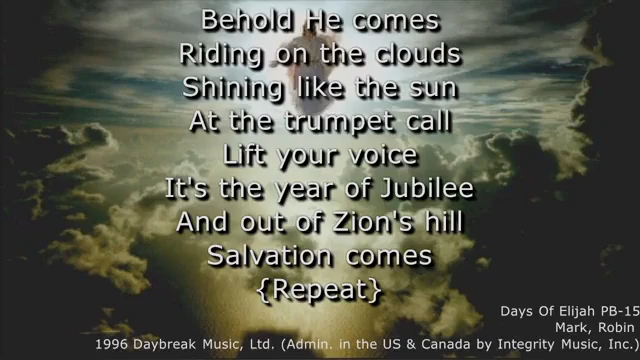 Behold He comes
Riding on the clouds
Shining like the sun
At the trumpet call
Lift your voice
It's the year of Jubilee
And out of Zion's hill
Salvation comes
{Repeat}
Days Of Elijah PB-15
Mark, Robin
1996 Daybreak Music, Ltd. (Admin. in the US & Canada by Integrity Music, Inc.)